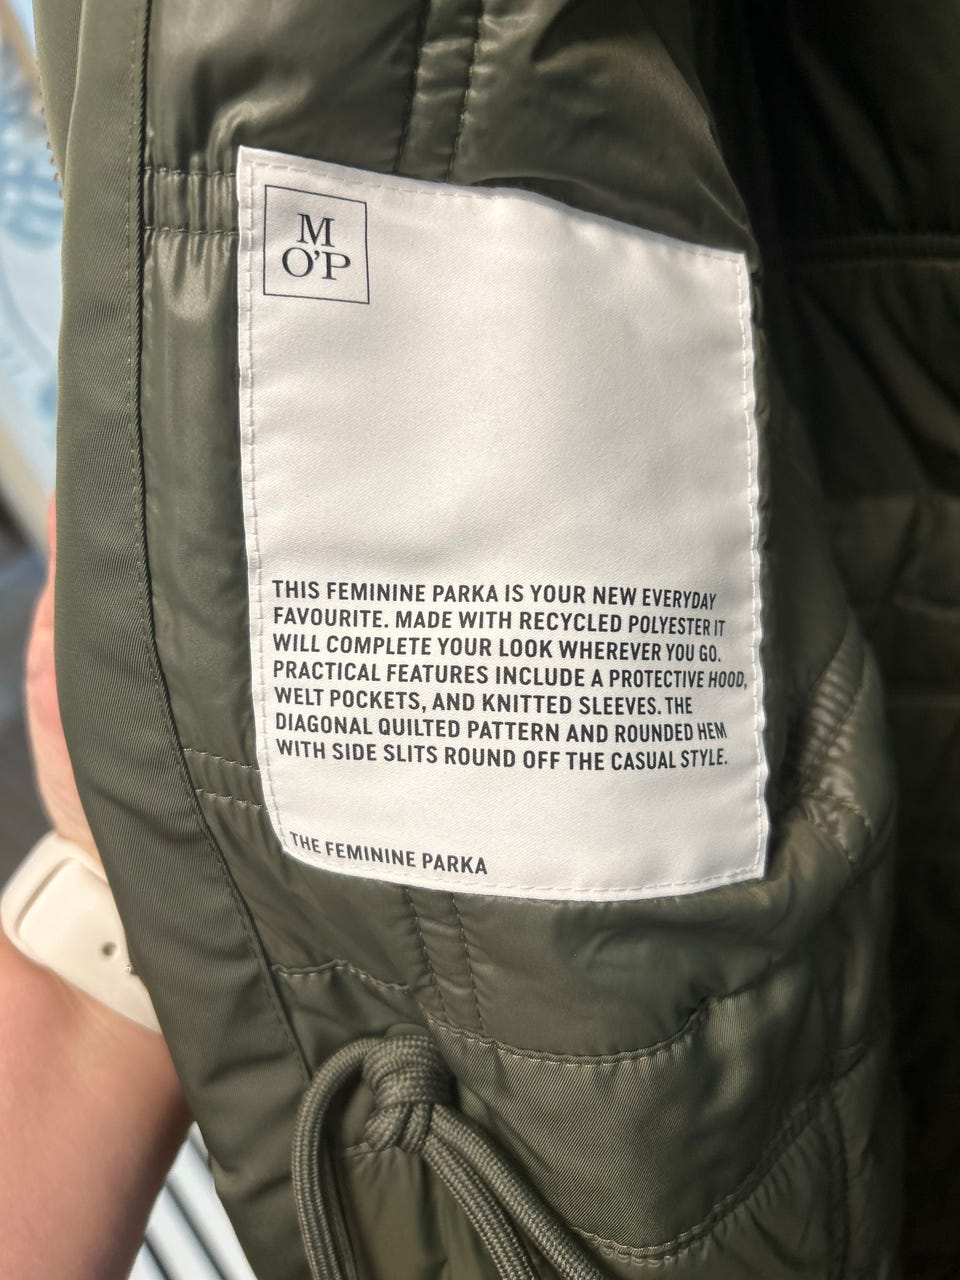 M
O'P
THIS FEMININE PARKA IS YOUR NEW EVERYDAY
FAVOURITE. MADE WITH RECYCLED POLYESTER IT
WILL COMPLETE YOUR LOOK WHEREVER YOU GO.
PRACTICAL FEATURES INCLUDE A PROTECTIVE HOOD,
WELT POCKETS, AND KNITTED SLEEVES. THE
DIAGONAL QUILTED PATTERN AND ROUNDED HEM
WITH SIDE SLITS ROUND OFF THE CASUAL STYLE.
THE FEMININE PARKA